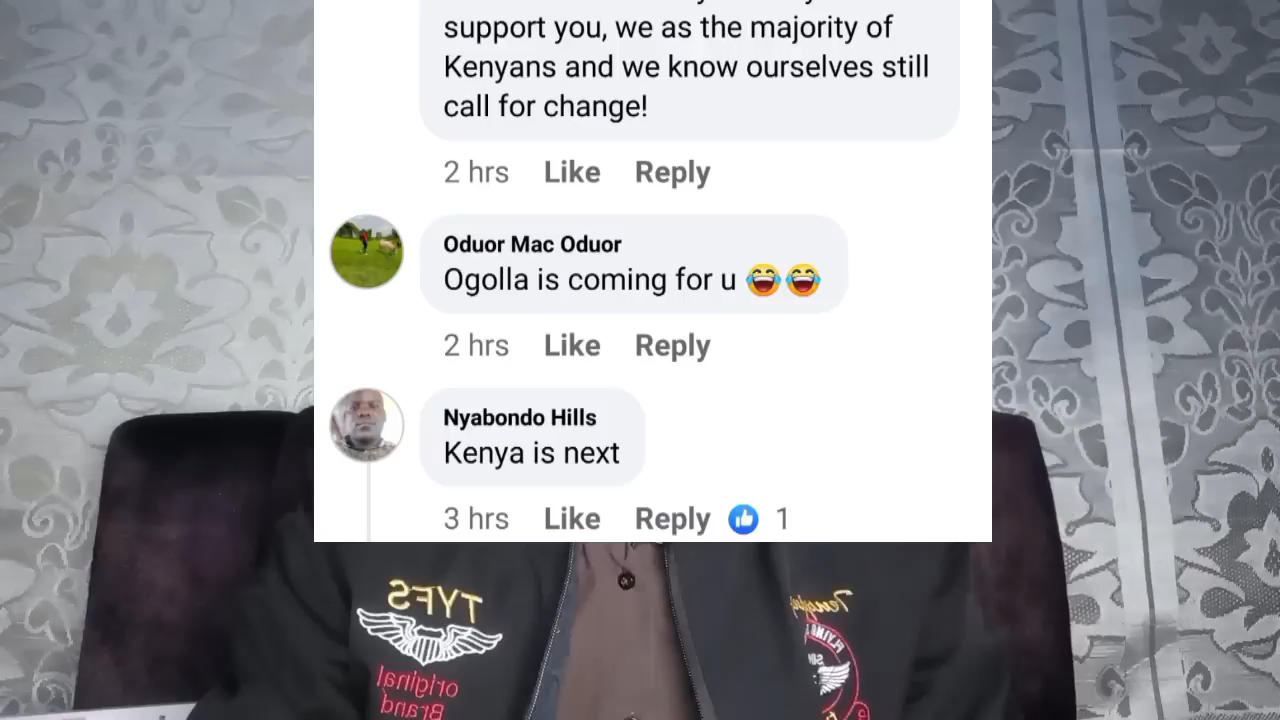 support you, we as the majority of
Kenyans and we know ourselves still
call for change!
2 hrs Like Reply
Oduor Mac Oduor
Ogolla is coming for u 😂😂
2 hrs Like Reply
Nyabondo Hills
Kenya is next
3 hrs Like Reply 1
TYFS
original
Brand